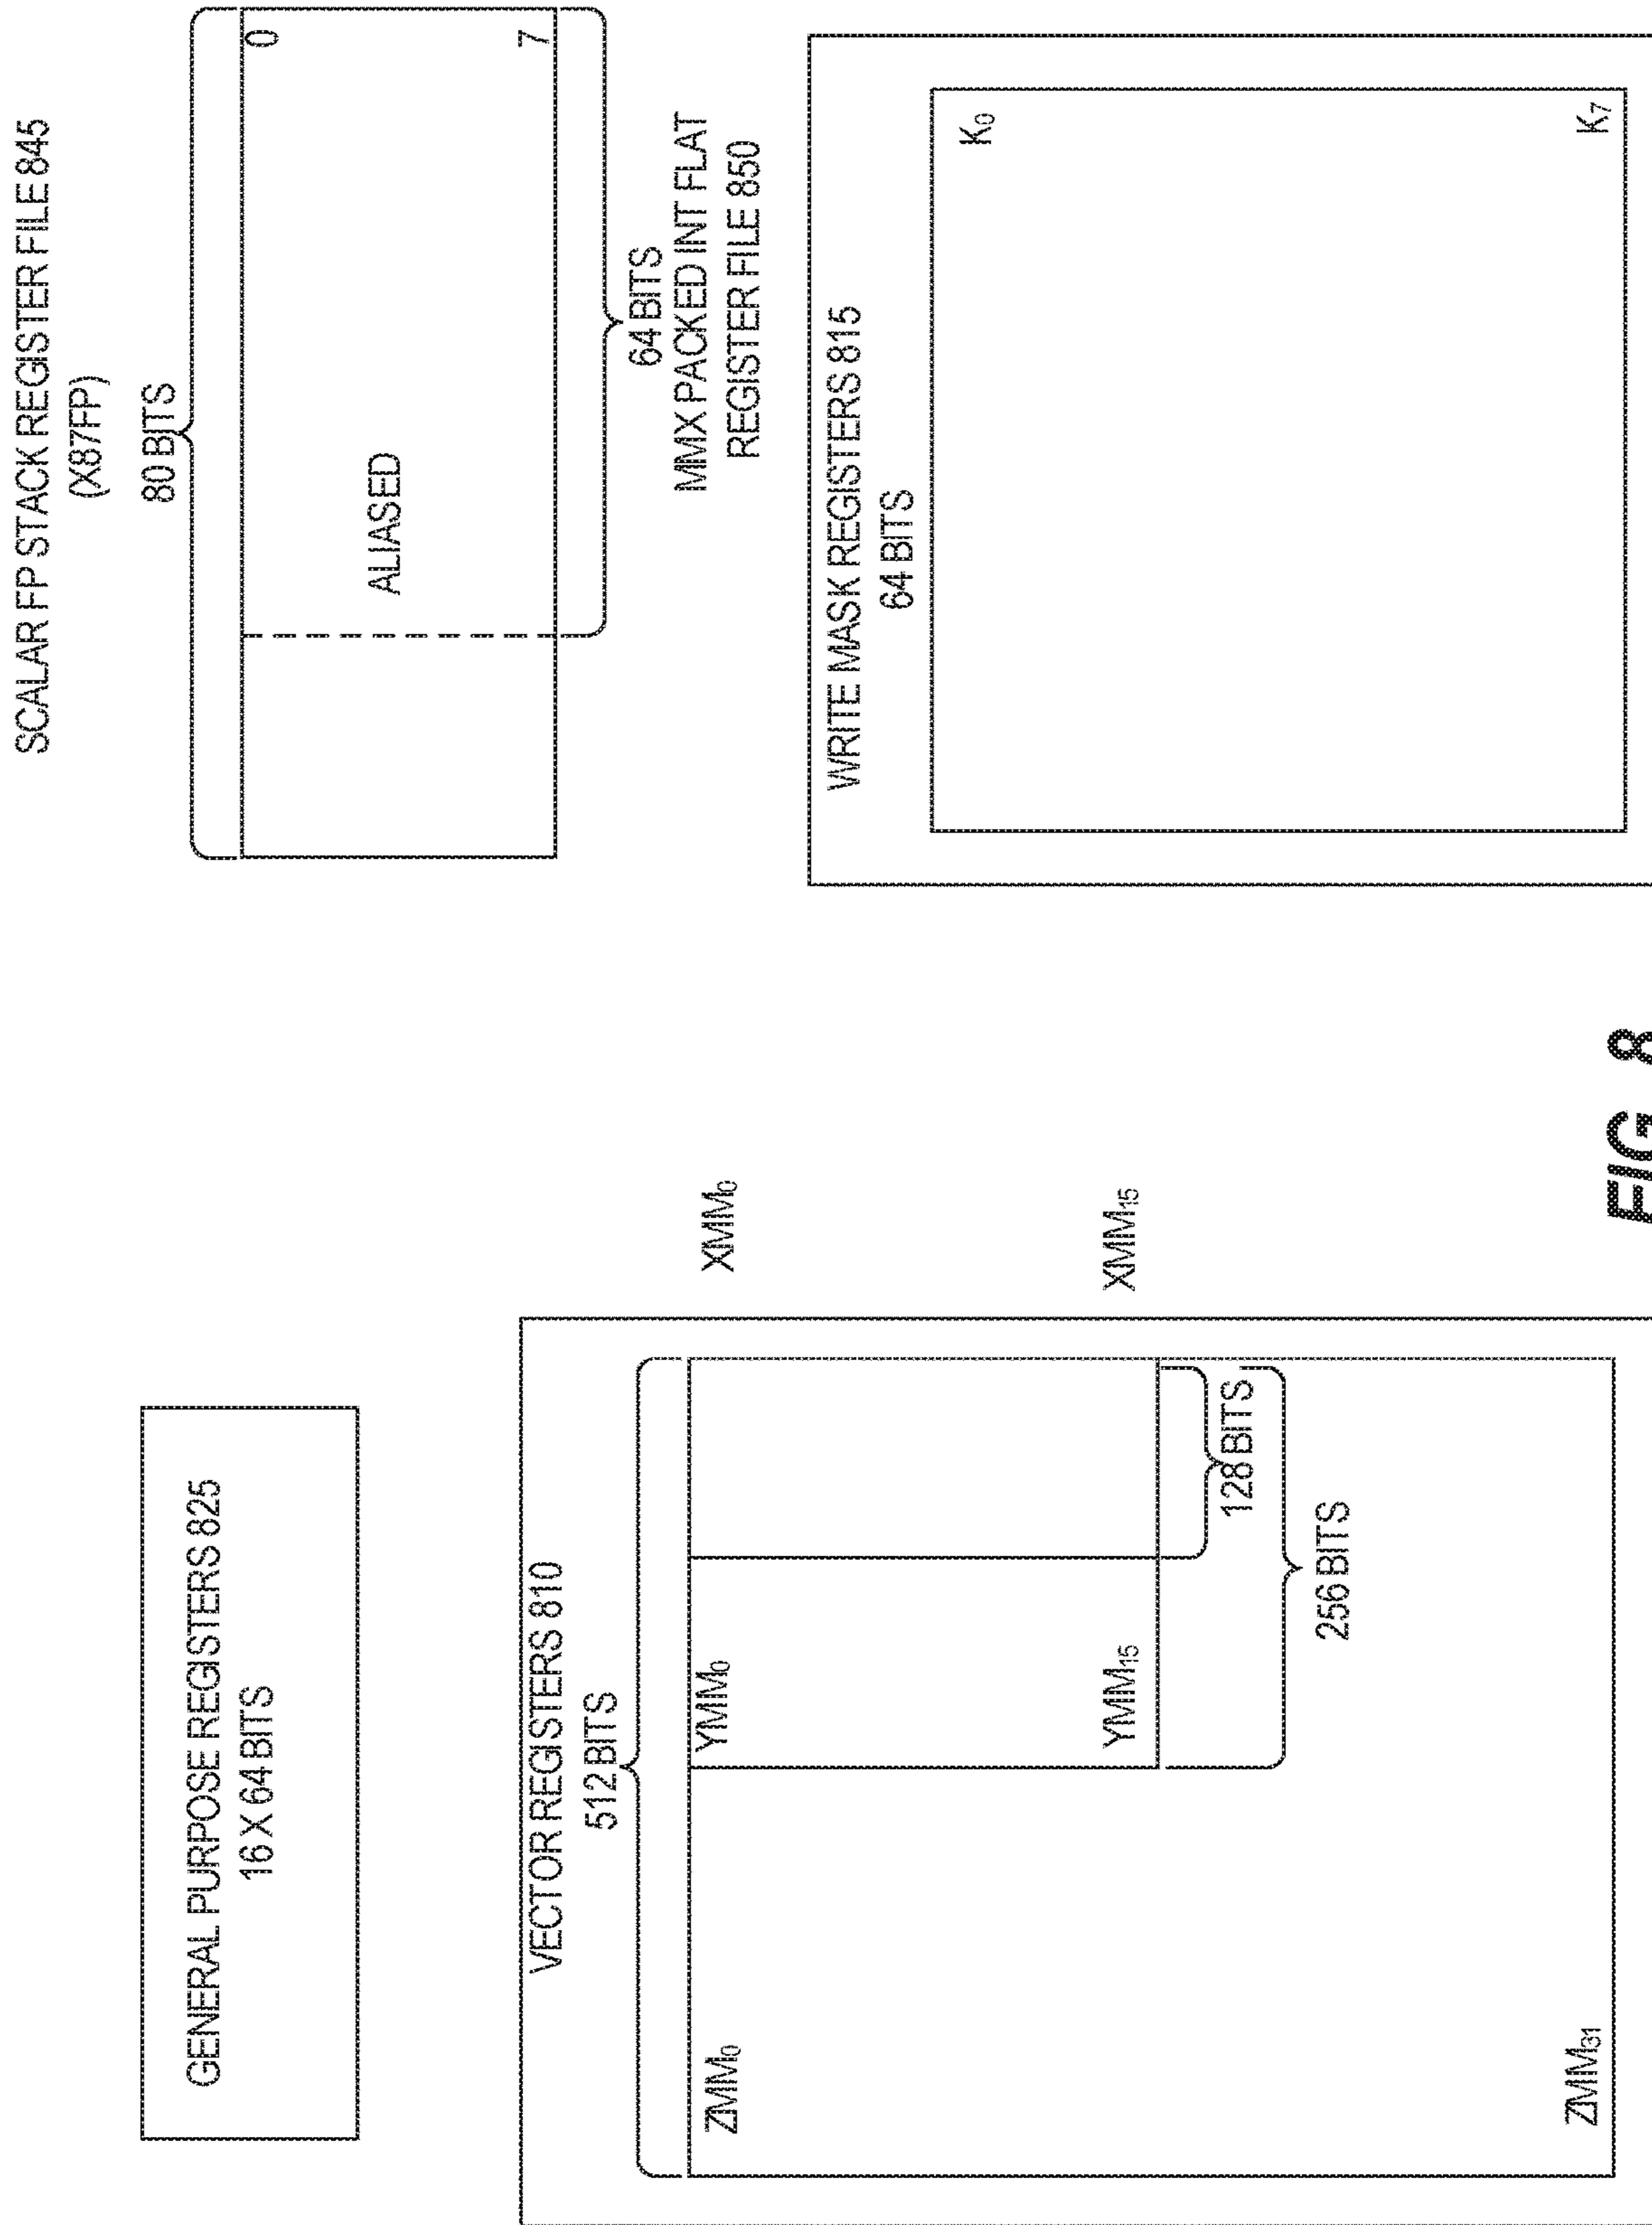 GENERAL PURPOSE REGISTERS 825
16 X 64 BITS
SCALAR FP STACK REGISTER FILE 845
(X87FP)
80 BITS
0
ALIASED
7
64 BITS
MMX PACKED INT FLAT
REGISTER FILE 850
VECTOR REGISTERS 810
512 BITS
ZMM0
YMM0
XMM0
YMM15
XMM15
128 BITS
256 BITS
ZMM31
WRITE MASK REGISTERS 815
64 BITS
K0
K7
FIG. 8